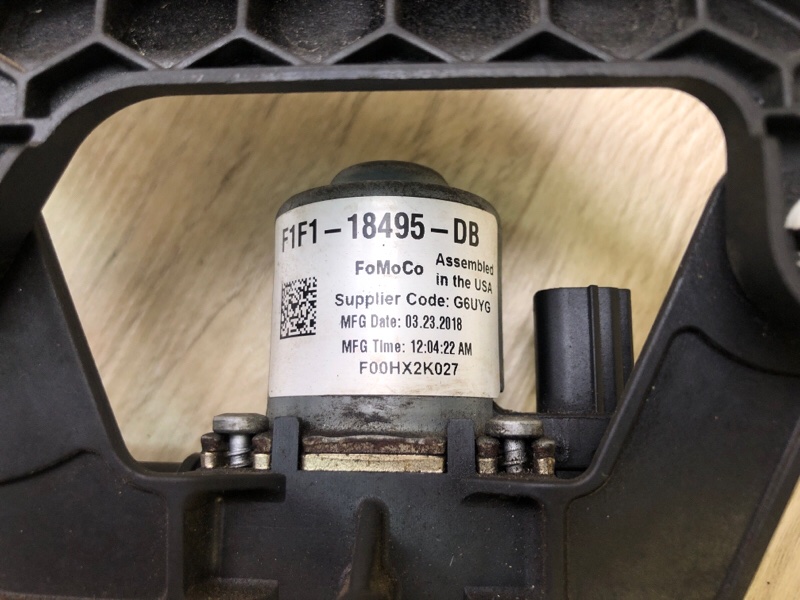 F1F1-18495-DB
FoMoCo Assembled
in the USA
Supplier Code: G6UYG
MFG Date: 03.23.2018
MFG Time: 12:04:22 AM
F00HX2K027